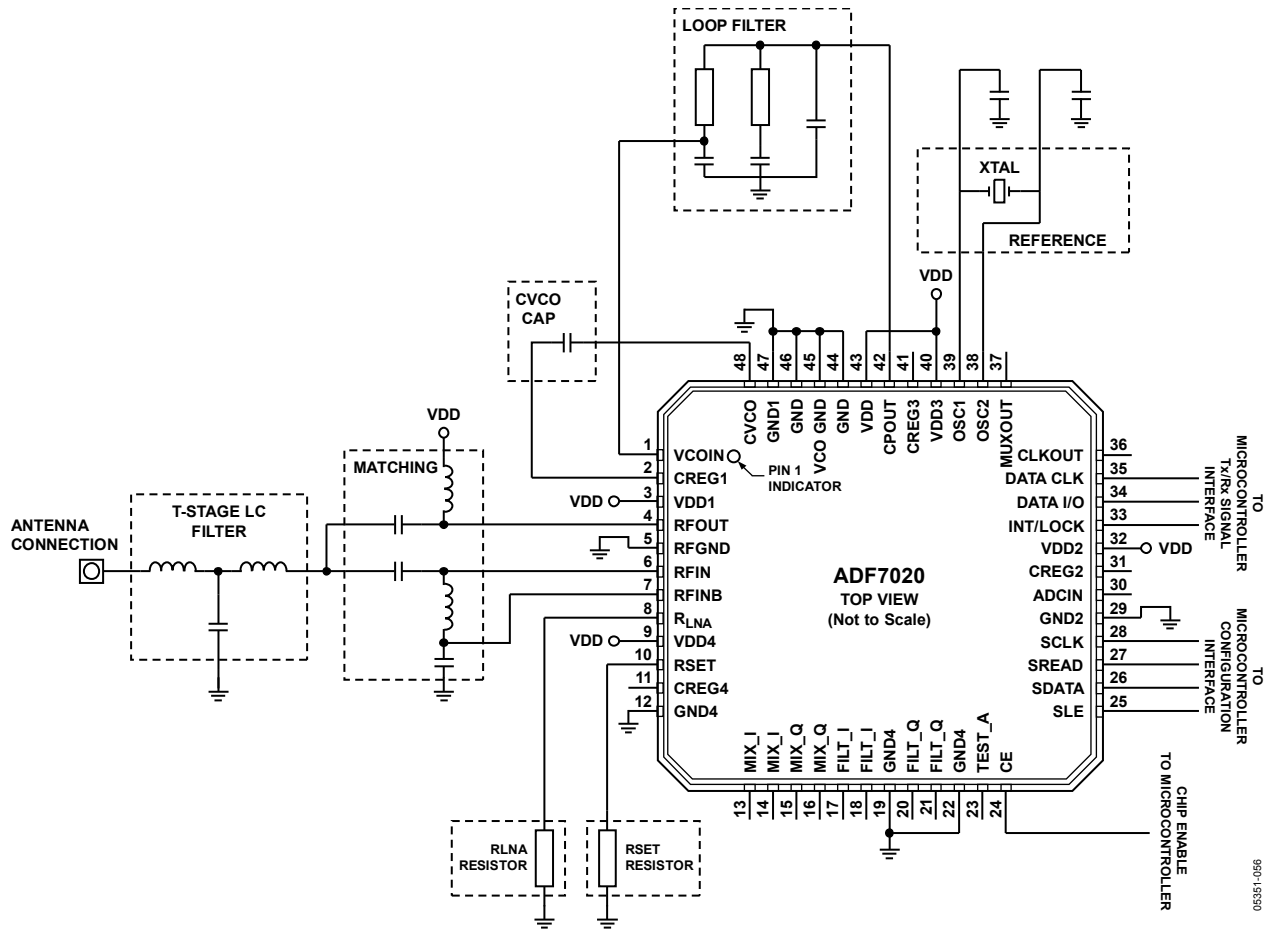 LOOP FILTER
XTAL
REFERENCE
VDD
CVCO
CAP
48
47
46
45
44
43
42
41
40
39
38
37
CVCO
GND1
GND
VCO GND
GND
VDD
CPOUT
CREG3
VDD3
OSC1
OSC2
MUXOUT
VDD
MATCHING
T-STAGE LC
FILTER
ANTENNA
CONNECTION
1 VCOIN
PIN 1
INDICATOR
2 CREG1
VDD 3 VDD1
4 RFOUT
5 RFGND
6 RFIN
7 RFINB
8 RLNA
VDD 9 VDD4
10 RSET
11 CREG4
12 GND4
ADF7020
TOP VIEW
(Not to Scale)
CLKOUT 36
DATA CLK 35
DATA I/O 34
INT/LOCK 33
VDD2 32 VDD
CREG2 31
ADCIN 30
GND2 29
SCLK 28
SREAD 27
SDATA 26
SLE 25
TO
MICROCONTROLLER
Tx/Rx SIGNAL
INTERFACE
TO
MICROCONTROLLER
CONFIGURATION
INTERFACE
MIX_I
MIX_I
MIX_Q
MIX_Q
FILT_I
FILT_I
GND4
FILT_Q
FILT_Q
GND4
TEST_A
CE
13
14
15
16
17
18
19
20
21
22
23
24
CHIP ENABLE
TO MICROCONTROLLER
RLNA
RESISTOR
RSET
RESISTOR
05351-056